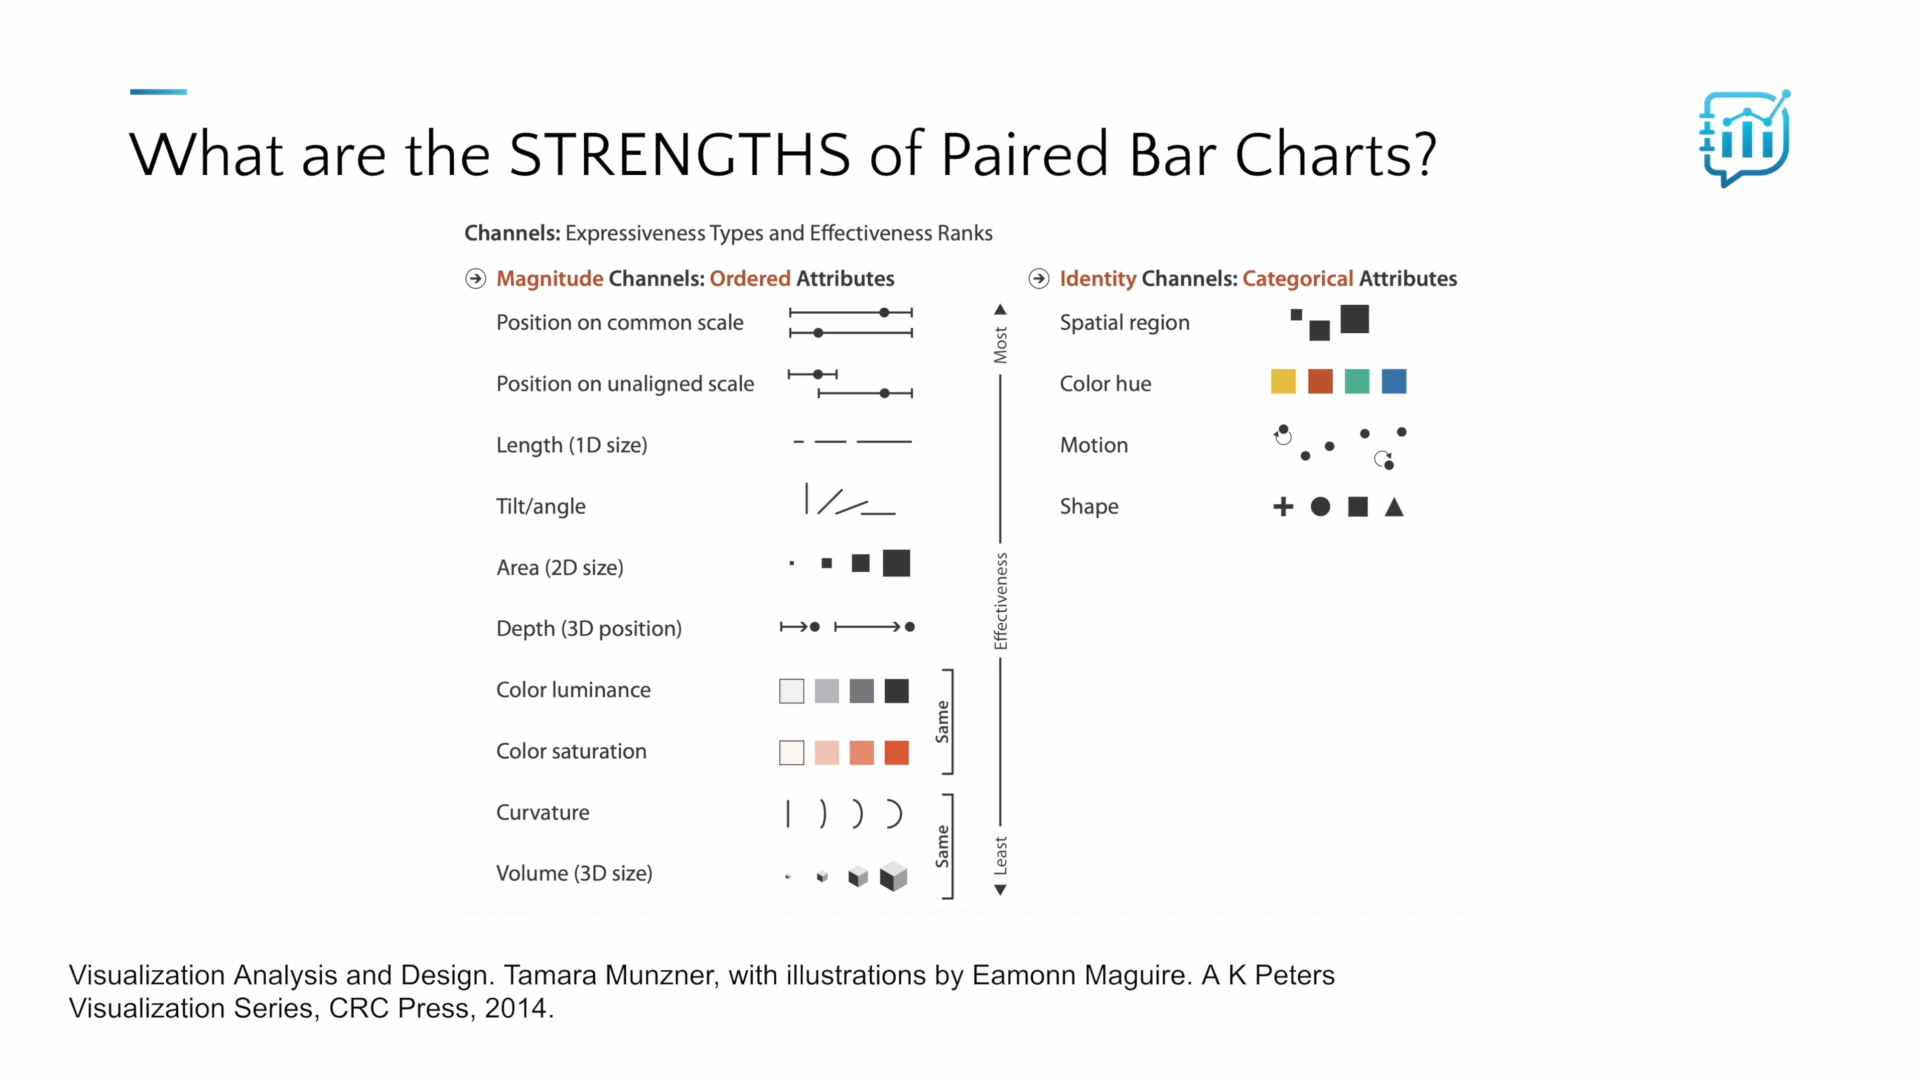 What are the STRENGTHS of Paired Bar Charts?
Channels: Expressiveness Types and Effectiveness Ranks
Magnitude Channels: Ordered Attributes
Position on common scale
Position on unaligned scale
Length (1D size)
Tilt/angle
Area (2D size)
Depth (3D position)
Color luminance
Color saturation
Same
Curvature
Volume (3D size)
Same
Most
Effectiveness
Least
Identity Channels: Categorical Attributes
Spatial region
Color hue
Motion
Shape
Visualization Analysis and Design. Tamara Munzner, with illustrations by Eamonn Maguire. A K Peters
Visualization Series, CRC Press, 2014.